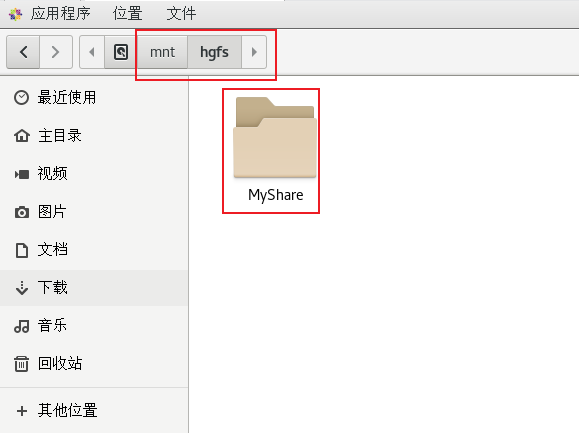 应用程序 位置 文件
mnt hgfs
最近使用
主目录
视频
图片
文档
下载
音乐
回收站
其他位置
MyShare